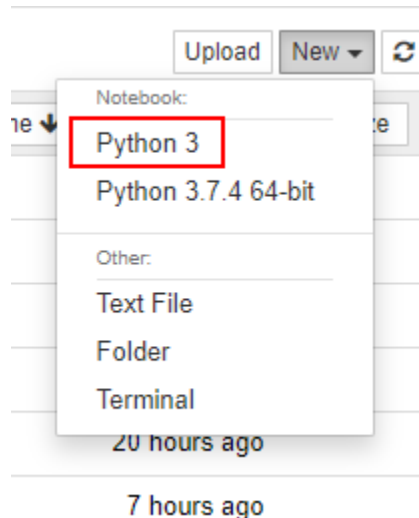 Upload New
Notebook:
Python 3
Python 3.7.4 64-bit
Other:
Text File
Folder
Terminal
20 hours ago
7 hours ago